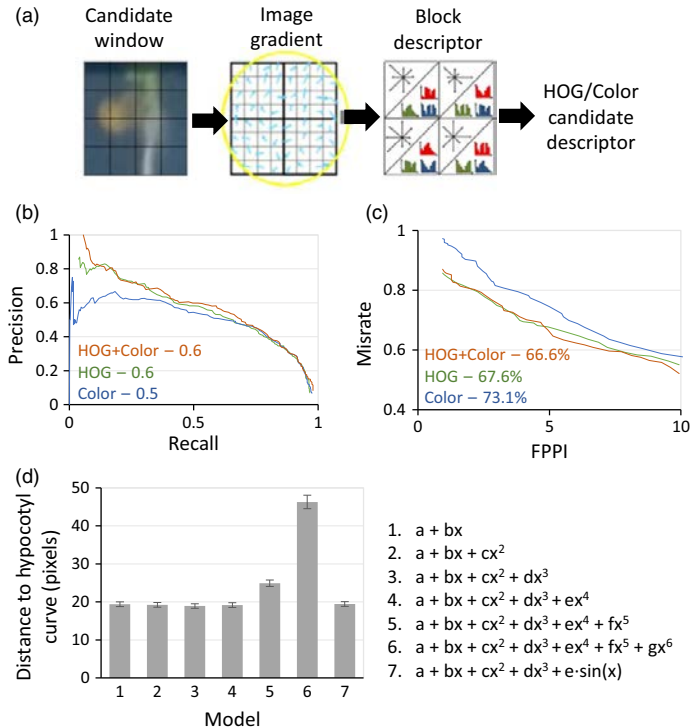 (a)
Candidate
window
Image
gradient
Block
descriptor
HOG/Color
candidate
descriptor
(b)
1
0.8
0.6
0.4
0.2
0
Precision
HOG+Color – 0.6
HOG – 0.6
Color – 0.5
0
0.5
1
Recall
(c)
1
0.8
0.6
0.4
Misrate
HOG+Color – 66.6%
HOG – 67.6%
Color – 73.1%
0
5
10
FPPI
(d)
50
40
30
20
10
0
Distance to hypocotyl
curve (pixels)
1 2 3 4 5 6 7
Model
1. a + bx
2. a + bx + cx²
3. a + bx + cx² + dx³
4. a + bx + cx² + dx³ + ex⁴
5. a + bx + cx² + dx³ + ex⁴ + fx⁵
6. a + bx + cx² + dx³ + ex⁴ + fx⁵ + gx⁶
7. a + bx + cx² + dx³ + e·sin(x)